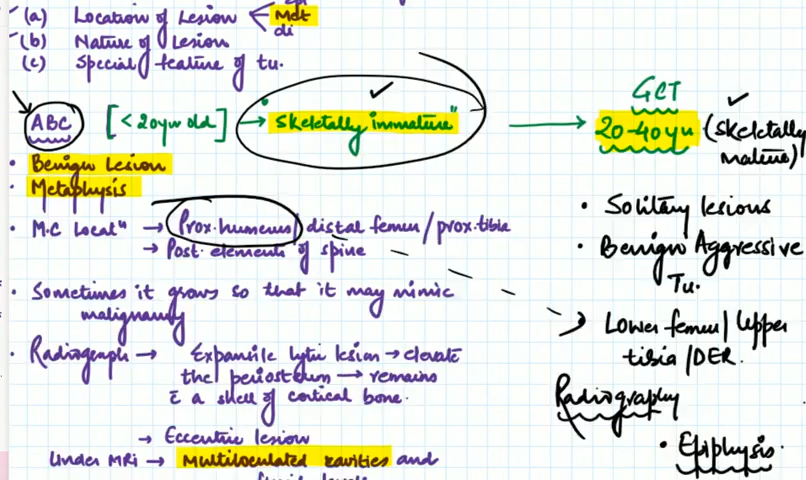 (a) Location of Lesion < Met
di
(b) Nature of Lesion
(c) Special feature of tu.
ABC [<20yr old] → "Skeletally immature" → GCT
20-40yr (Skeletally mature)
• Benign Lesion
• Metaphysis
• M.C Locatn → Prox. humerus/distal femur/prox.tibia
→ Post. elements of spine
• Sometimes it grows so that it may mimic
malignancy
• Radiograph → Expansile lytic lesion → elevate
the periosteum → remains
c̄ a shell of cortical bone.
→ Eccentric lesion
Under MRI → Multiloculated cavities and
• Solitary lesions
• Benign Aggressive
Tu.
→ Lower femur/Upper
tibia/DER.
Radiography
• Epiphysis.